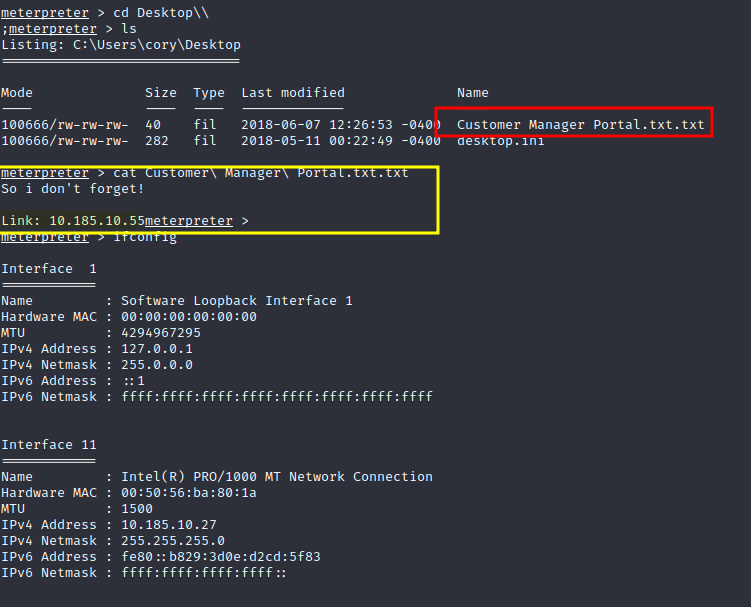 meterpreter > cd Desktop\\
;meterpreter > ls
Listing: C:\Users\cory\Desktop
==============================
Mode Size Type Last modified Name
---- ---- ---- ------------- ----
100666/rw-rw-rw- 40 fil 2018-06-07 12:26:53 -0400 Customer Manager Portal.txt.txt
100666/rw-rw-rw- 282 fil 2018-05-11 00:22:49 -0400 desktop.ini
meterpreter > cat Customer\ Manager\ Portal.txt.txt
So i don't forget!
Link: 10.185.10.55meterpreter >
meterpreter > ifconfig
Interface 1
============
Name : Software Loopback Interface 1
Hardware MAC : 00:00:00:00:00:00
MTU : 4294967295
IPv4 Address : 127.0.0.1
IPv4 Netmask : 255.0.0.0
IPv6 Address : ::1
IPv6 Netmask : ffff:ffff:ffff:ffff:ffff:ffff:ffff:ffff
Interface 11
============
Name : Intel(R) PRO/1000 MT Network Connection
Hardware MAC : 00:50:56:ba:80:1a
MTU : 1500
IPv4 Address : 10.185.10.27
IPv4 Netmask : 255.255.255.0
IPv6 Address : fe80::b829:3d0e:d2cd:5f83
IPv6 Netmask : ffff:ffff:ffff:ffff::